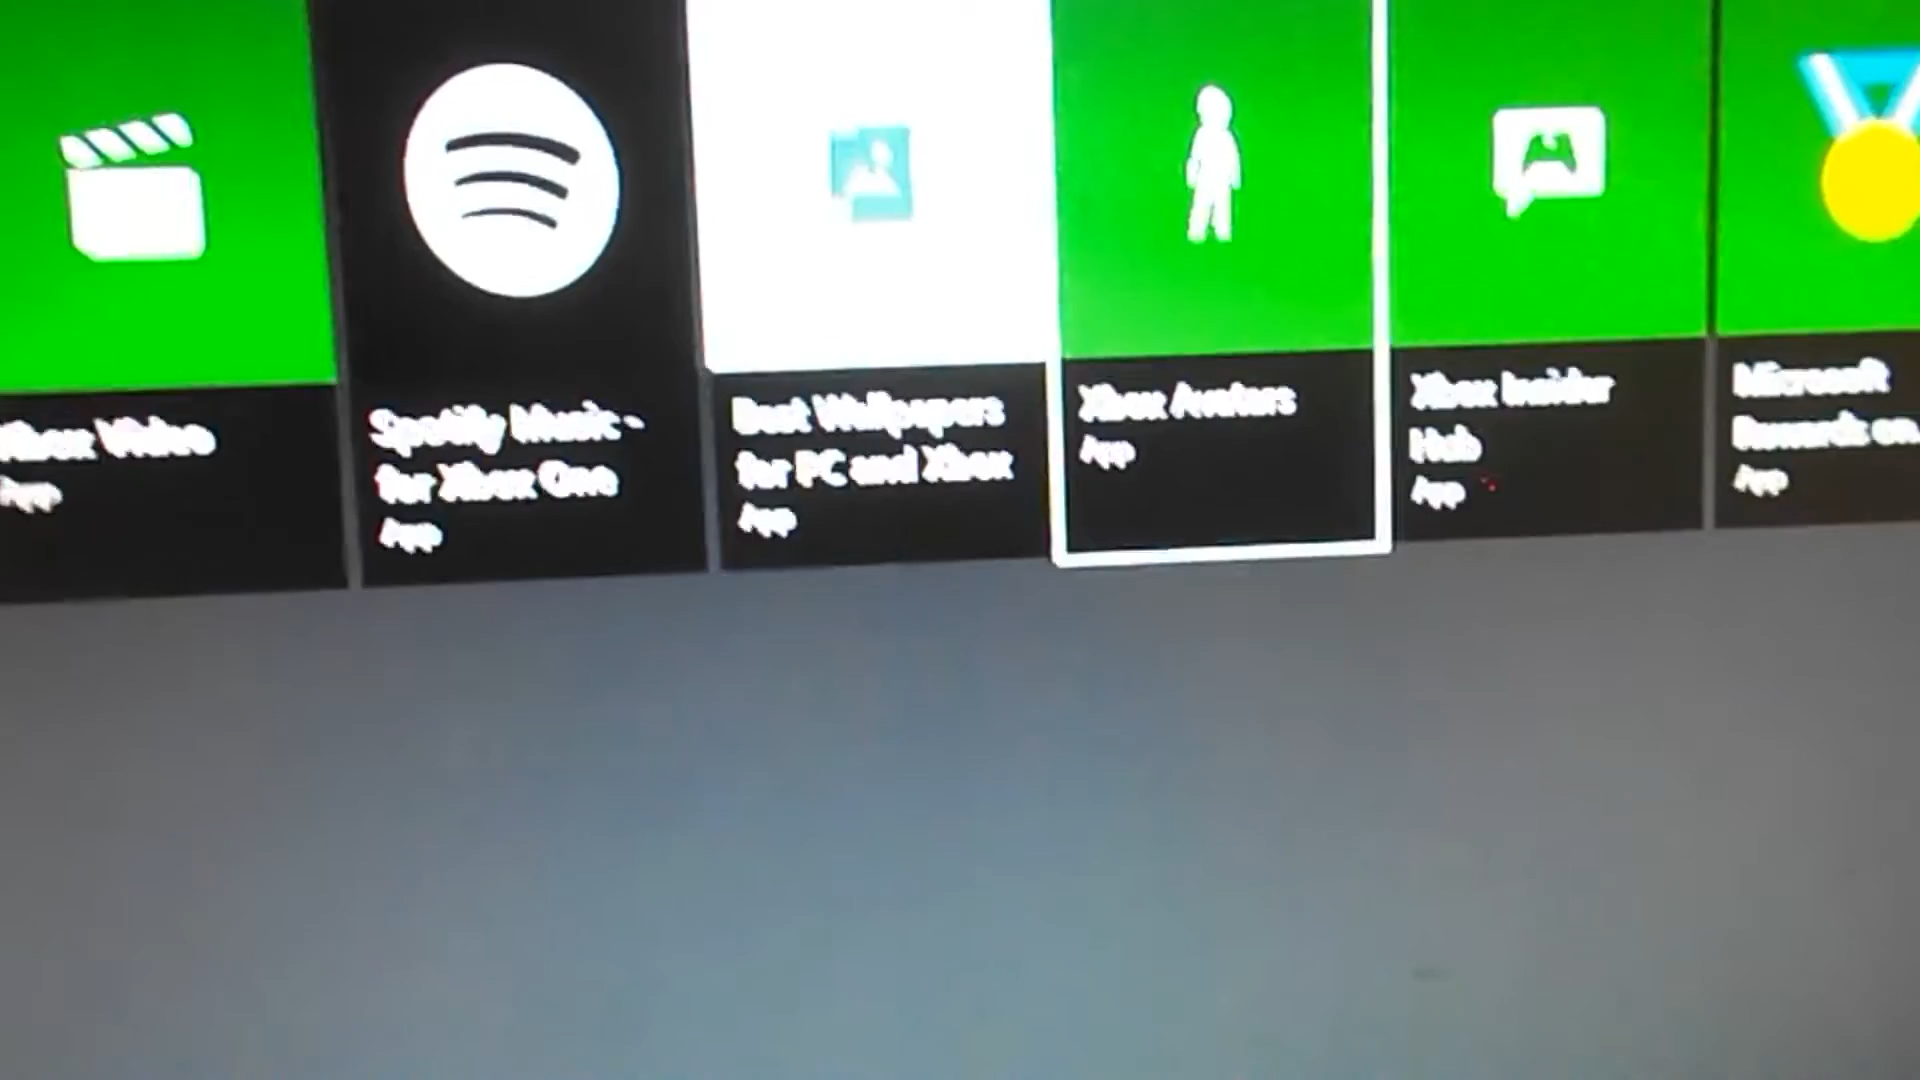 Xbox Video
App
Spotify Music -
for Xbox One
App
Best Wallpapers
for PC and Xbox
App
Xbox Avatars
App
Xbox Insider
Hub
App
Microsoft
Rewards on...
App